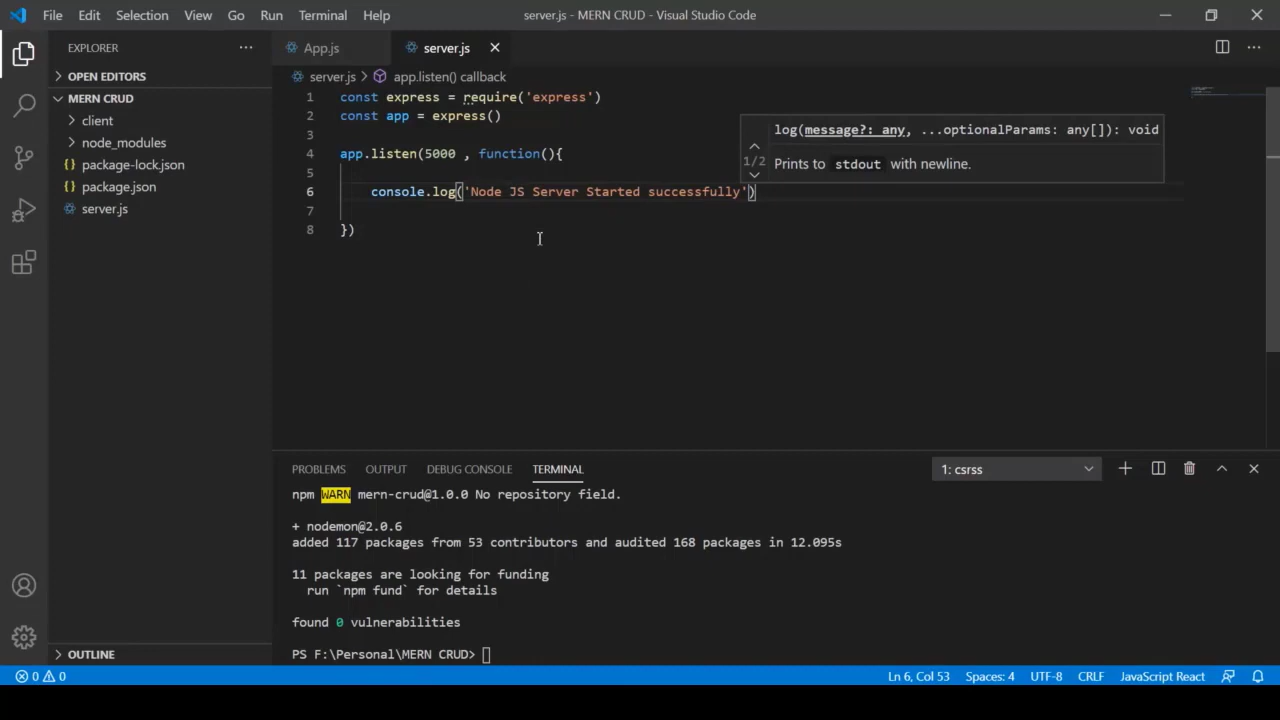 File Edit Selection View Go Run Terminal Help server.js - MERN CRUD - Visual Studio Code
EXPLORER ···
OPEN EDITORS
MERN CRUD
client
node_modules
{} package-lock.json
{} package.json
server.js
OUTLINE
App.js server.js
server.js > app.listen() callback
1 const express = require('express')
2 const app = express()
3
4 app.listen(5000 , function(){
5
6 console.log('Node JS Server Started successfully')
7
8 })
log(message?: any, ...optionalParams: any[]): void
1/2
Prints to stdout with newline.
PROBLEMS OUTPUT DEBUG CONSOLE TERMINAL 1: csrss
npm WARN mern-crud@1.0.0 No repository field.
+ nodemon@2.0.6
added 117 packages from 53 contributors and audited 168 packages in 12.095s
11 packages are looking for funding
run `npm fund` for details
found 0 vulnerabilities
PS F:\Personal\MERN CRUD>
0 0 Ln 6, Col 53 Spaces: 4 UTF-8 CRLF JavaScript React